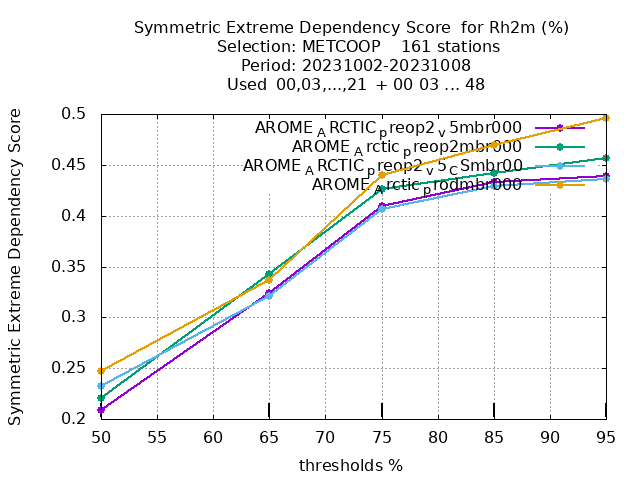 Symmetric Extreme Dependency Score for Rh2m (%)
Selection: METCOOP 161 stations
Period: 20231002-20231008
Used 00,03,...,21 + 00 03 ... 48
Symmetric Extreme Dependency Score
0.5
0.45
0.4
0.35
0.3
0.25
0.2
AROME_ARCTIC_preop2_v5mbr000
AROME_Arctic_preop2mbr000
AROME_ARCTIC_preop2_v5_CSmbr00
AROME_Arctic_prodmbr000
50 55 60 65 70 75 80 85 90 95
thresholds %